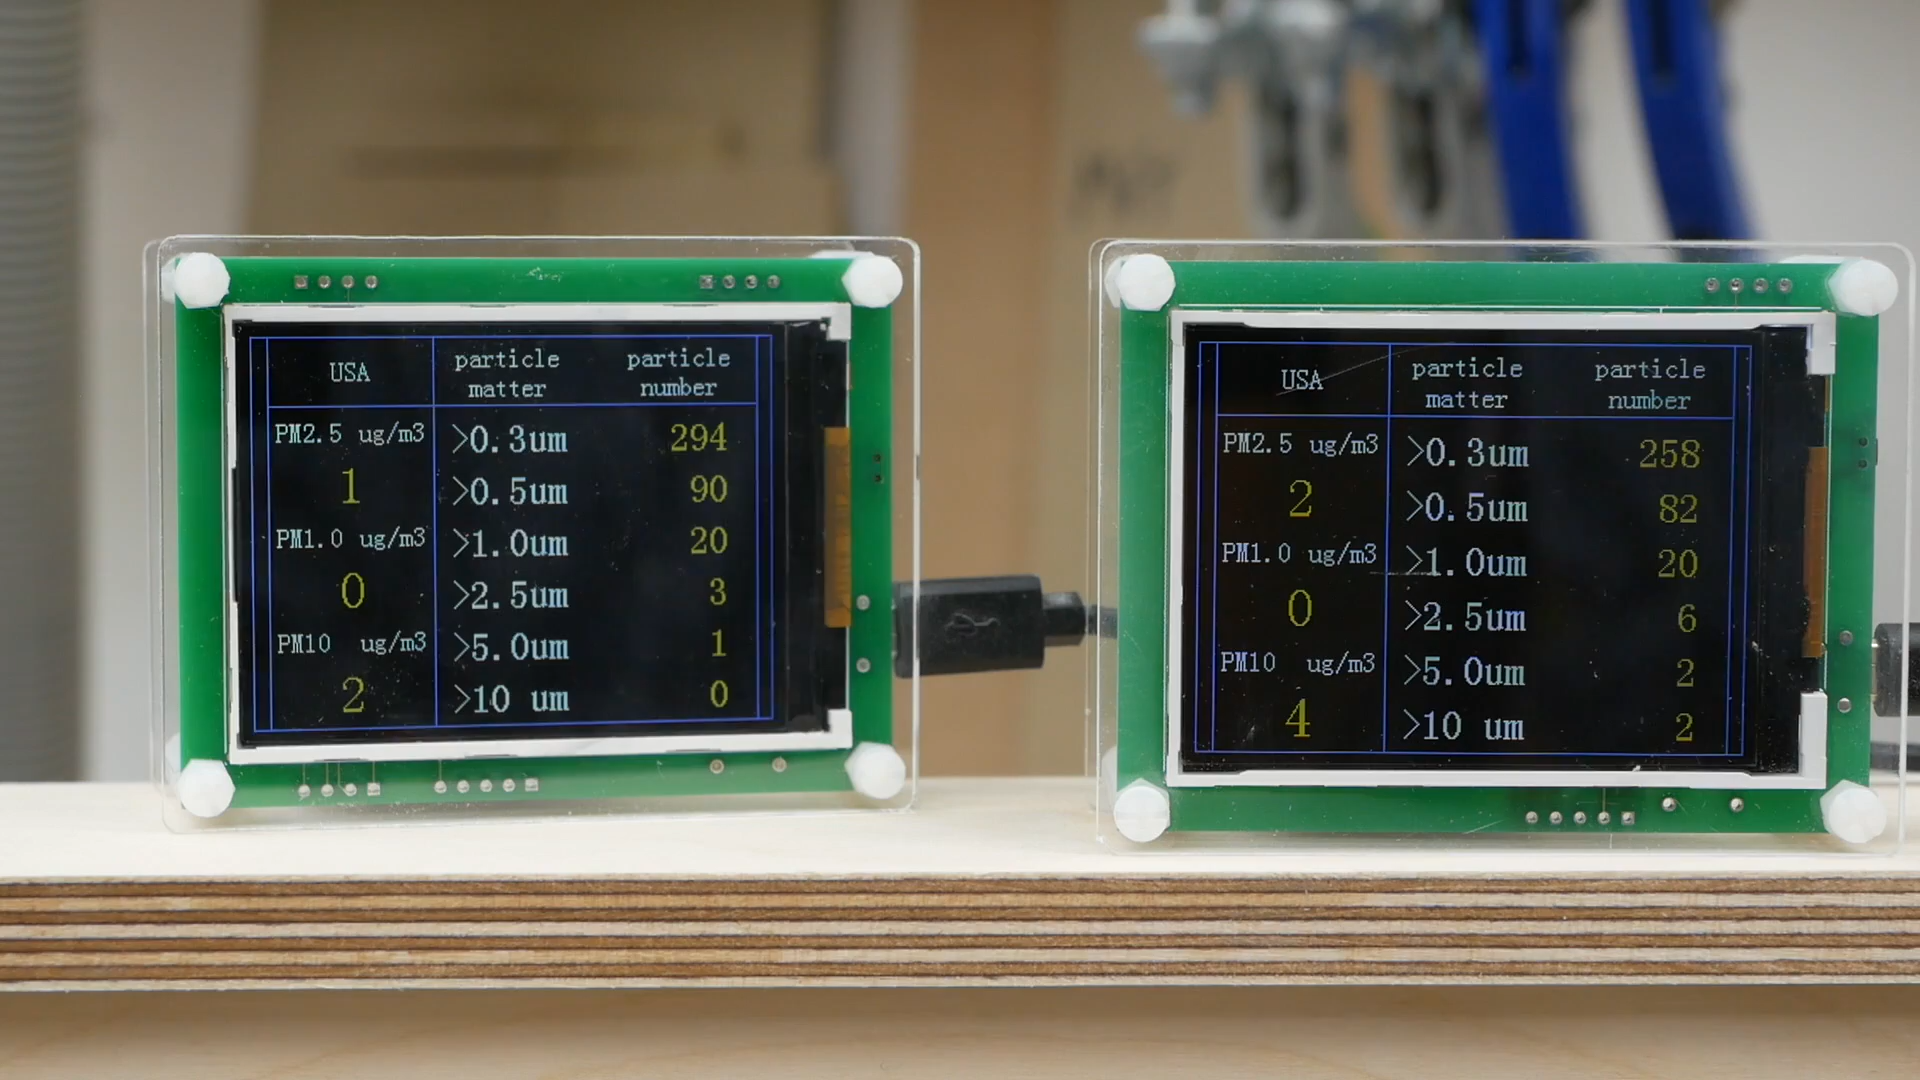 USA
particle matter
particle number
PM2.5 ug/m3
1
PM1.0 ug/m3
0
PM10 ug/m3
2
>0.3um 294
>0.5um 90
>1.0um 20
>2.5um 3
>5.0um 1
>10 um 0
USA
particle matter
particle number
PM2.5 ug/m3
2
PM1.0 ug/m3
0
PM10 ug/m3
4
>0.3um 258
>0.5um 82
>1.0um 20
>2.5um 6
>5.0um 2
>10 um 2